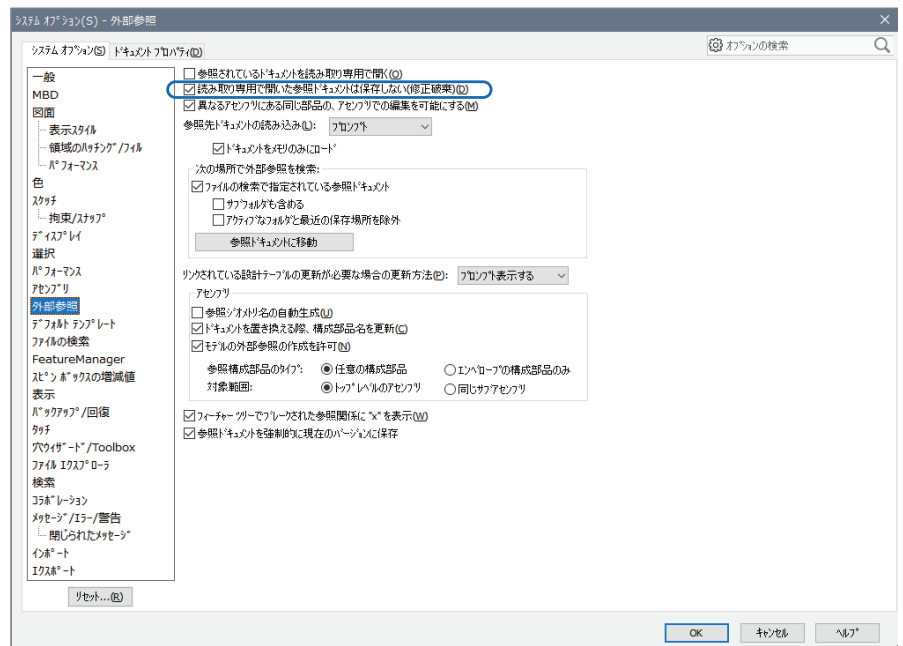 システム オプション(S) - 外部参照
システム オプション(S) ドキュメント プロパティ(D)
オプションの検索
一般
MBD
図面
表示スタイル
領域のハッチング/フィル
パフォーマンス
色
スケッチ
拘束/スナップ
ディスプレイ
選択
パフォーマンス
アセンブリ
外部参照
デフォルト テンプレート
ファイルの検索
FeatureManager
スピン ボックスの増減値
表示
バックアップ/回復
タッチ
穴ウィザード/Toolbox
ファイル エクスプローラ
検索
コラボレーション
メッセージ/エラー/警告
閉じられたメッセージ
インポート
エクスポート
リセット...(R)
参照されているドキュメントを読み取り専用で開く(O)
読み取り専用で開いた参照ドキュメントは保存しない(修正破棄)(D)
異なるアセンブリにある同じ部品の、アセンブリでの編集を可能にする(M)
参照先ドキュメントの読み込み(L): プロンプト
ドキュメントをメモリのみにロード
次の場所で外部参照を検索:
ファイルの検索で指定されている参照ドキュメント
サブフォルダも含める
アクティブなフォルダと最近の保存場所を除外
参照ドキュメントに移動
リンクされている設計テーブルの更新が必要な場合の更新方法(P): プロンプト表示する
アセンブリ
参照ジオメトリ名の自動生成(U)
ドキュメントを置き換える際、構成部品名を更新(C)
モデルの外部参照の作成を許可(N)
参照構成部品のタイプ: 任意の構成部品 エンベロープの構成部品のみ
対象範囲: トップ レベルのアセンブリ 同じサブアセンブリ
フィーチャー ツリーでブレークされた参照関係に "x" を表示(W)
参照ドキュメントを強制的に現在のバージョンに保存
OK キャンセル ヘルプ